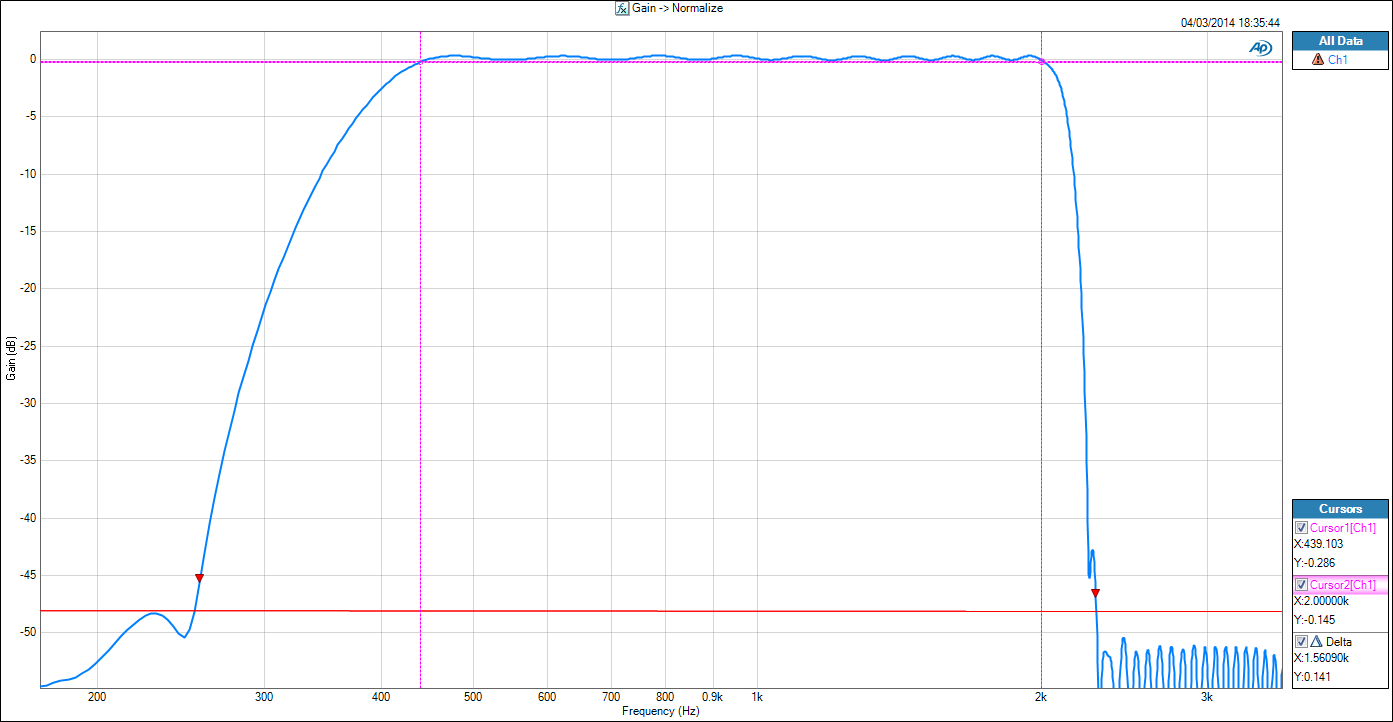 Gain -> Normalize
04/03/2014 18:35:44
AP
All Data
Ch1
0
-5
-10
-15
-20
-25
-30
-35
-40
-45
-50
Gain (dB)
200
300
400
500
600
700
800
0.9k
1k
2k
3k
Frequency (Hz)
Cursors
Cursor1[Ch1]
X:439.103
Y:-0.286
Cursor2[Ch1]
X:2.00000k
Y:-0.145
Delta
X:1.56090k
Y:0.141